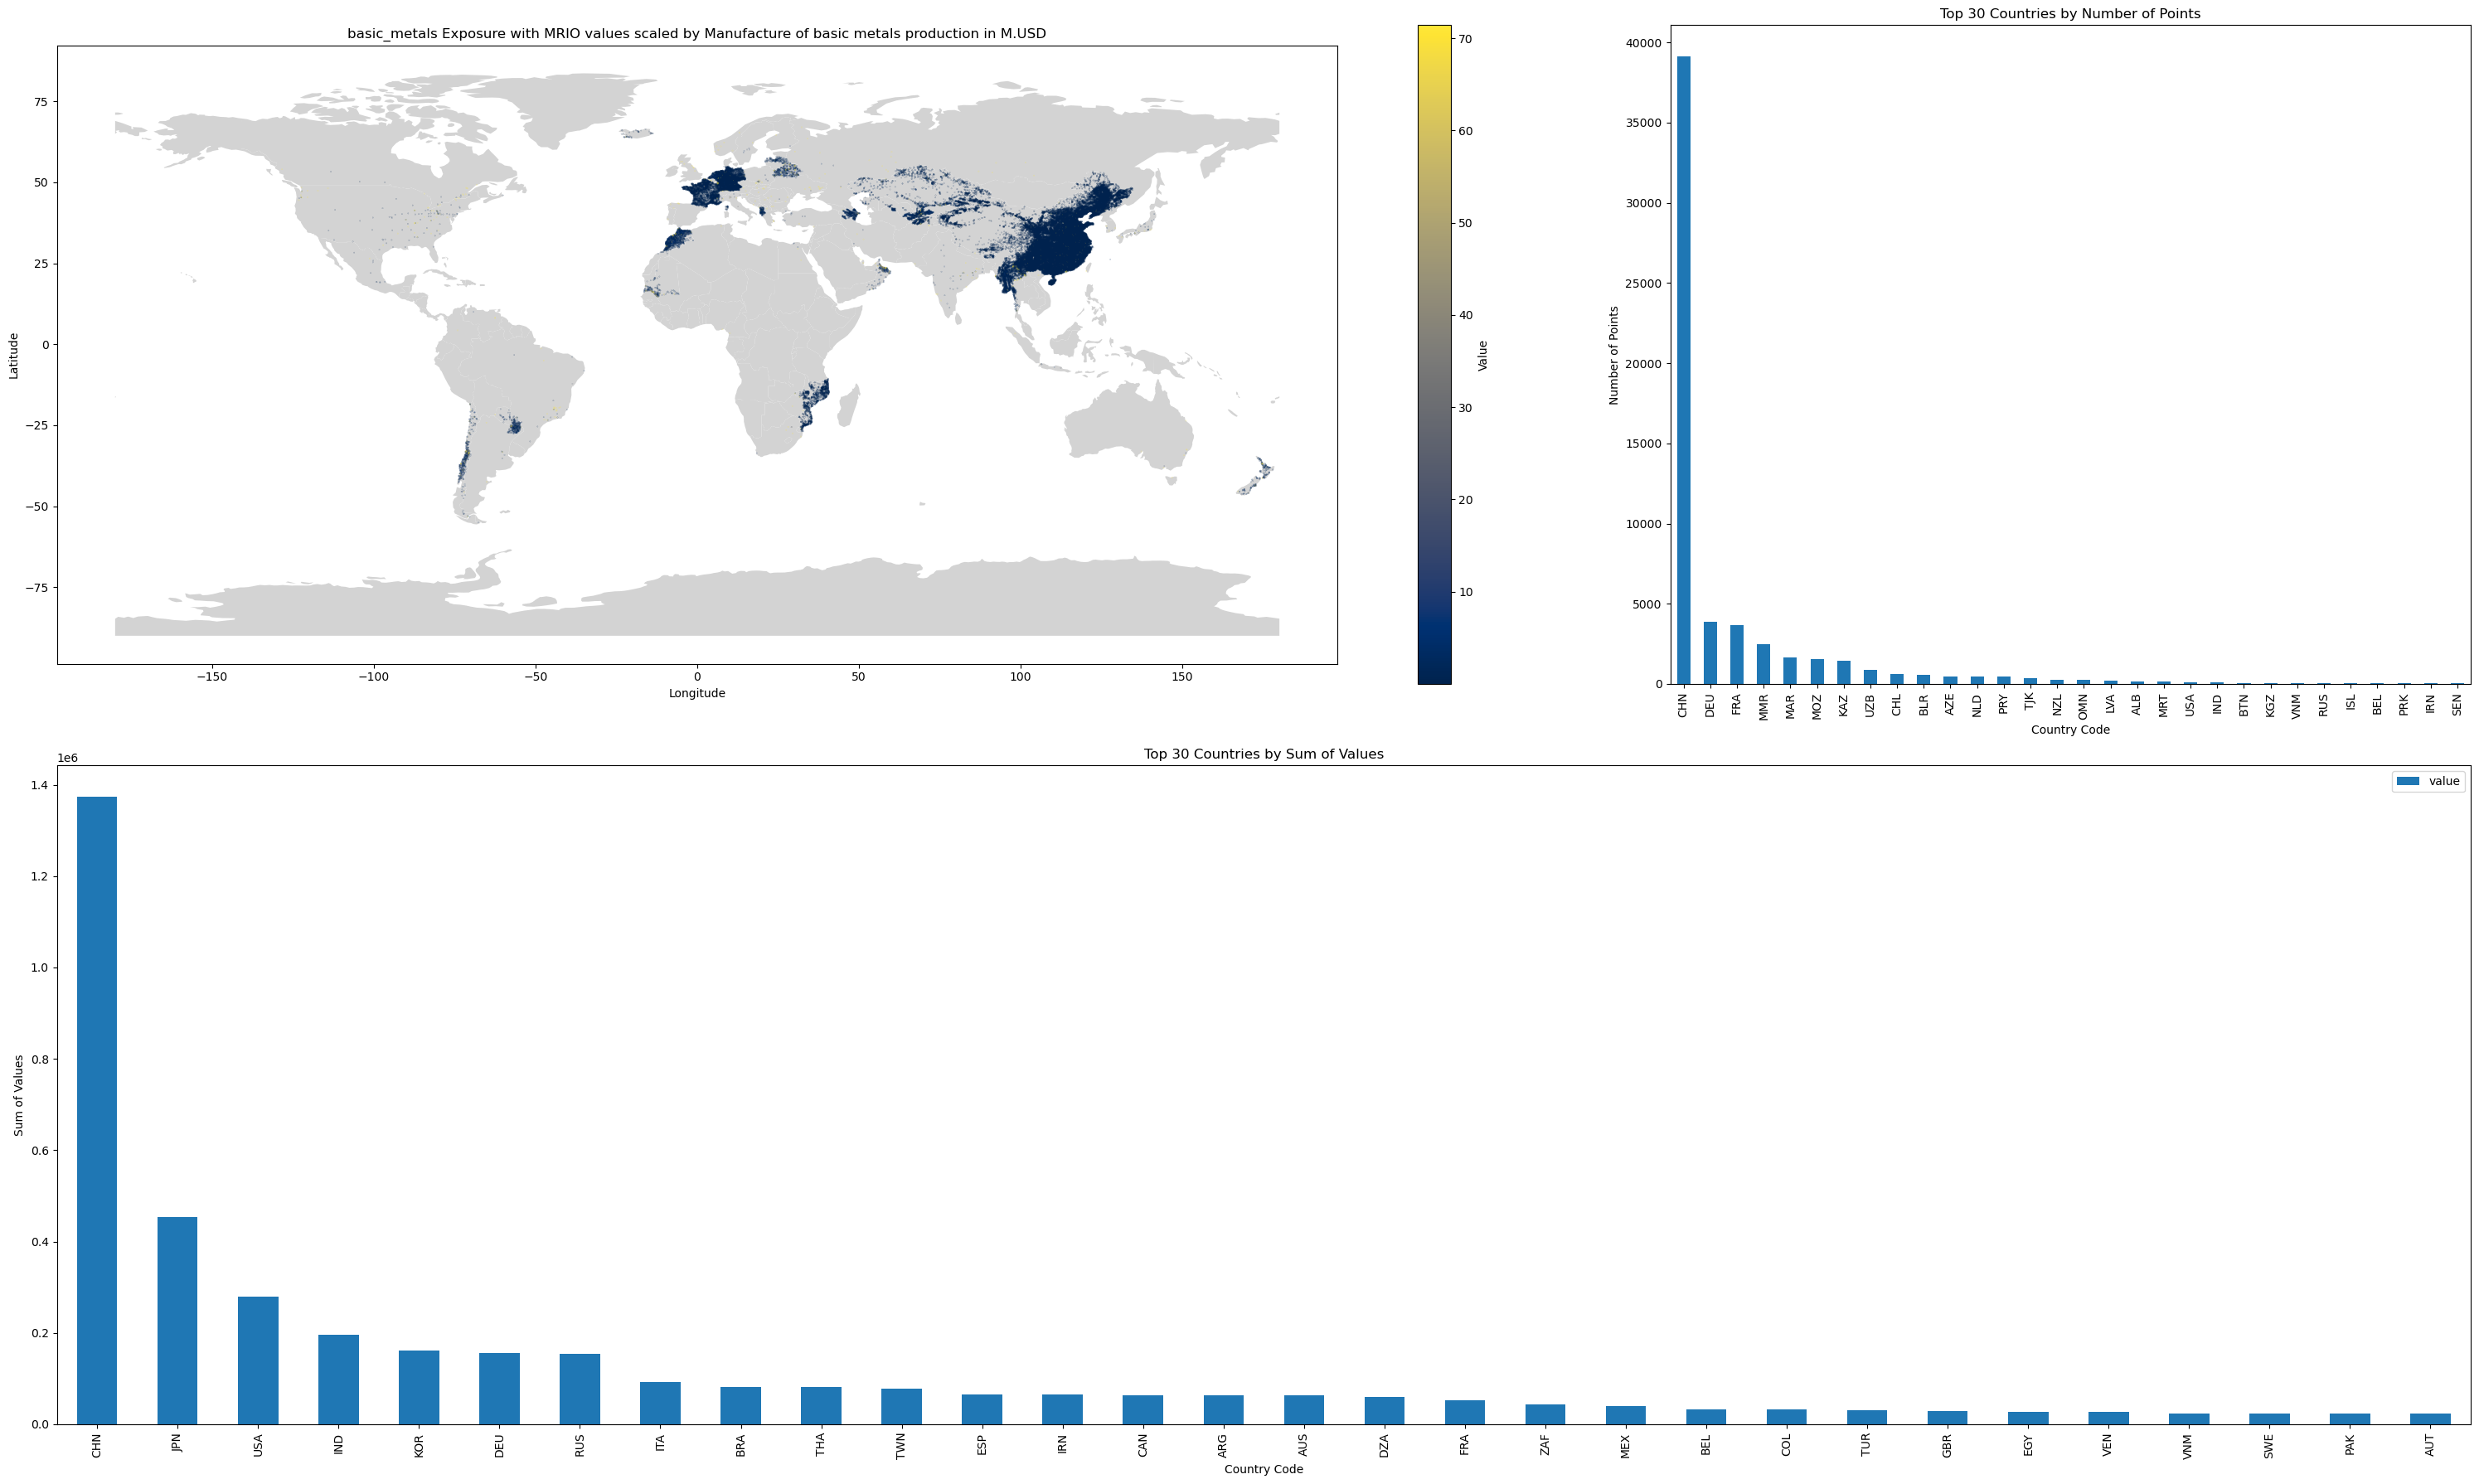 basic_metals Exposure with MRIO values scaled by Manufacture of basic metals production in M.USD
75
50
25
0
−25
−50
−75
Latitude
−150
−100
−50
0
50
100
150
Longitude
70
60
50
40
30
20
10
Value
Top 30 Countries by Number of Points
40000
35000
30000
25000
20000
15000
10000
5000
0
Number of Points
CHN
DEU
FRA
MMR
MAR
MOZ
KAZ
UZB
CHL
BLR
AZE
NLD
PRY
TJK
NZL
OMN
LVA
ALB
MRT
USA
IND
BTN
KGZ
VNM
RUS
ISL
BEL
PRK
IRN
SEN
Country Code
Top 30 Countries by Sum of Values
1e6
value
1.4
1.2
1.0
0.8
0.6
0.4
0.2
0.0
Sum of Values
CHN
JPN
USA
IND
KOR
DEU
RUS
ITA
BRA
THA
TWN
ESP
IRN
CAN
ARG
AUS
DZA
FRA
ZAF
MEX
BEL
COL
TUR
GBR
EGY
VEN
VNM
SWE
PAK
AUT
Country Code